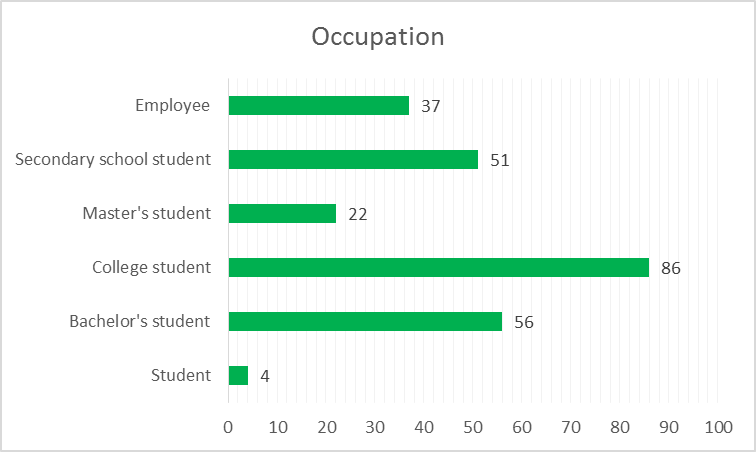 Occupation
Employee 37
Secondary school student 51
Master's student 22
College student 86
Bachelor's student 56
Student 4
0 10 20 30 40 50 60 70 80 90 100